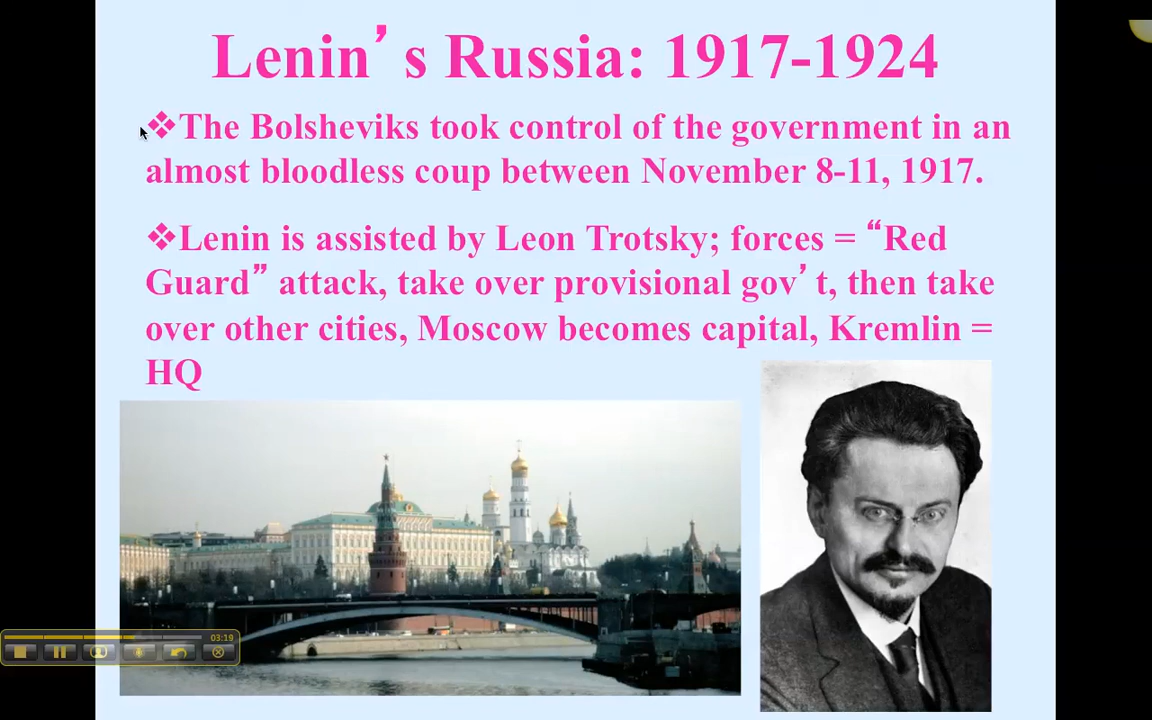 Lenin’s Russia: 1917-1924
❖The Bolsheviks took control of the government in an
almost bloodless coup between November 8-11, 1917.
❖Lenin is assisted by Leon Trotsky; forces = “Red
Guard” attack, take over provisional gov’t, then take
over other cities, Moscow becomes capital, Kremlin =
HQ
03:19